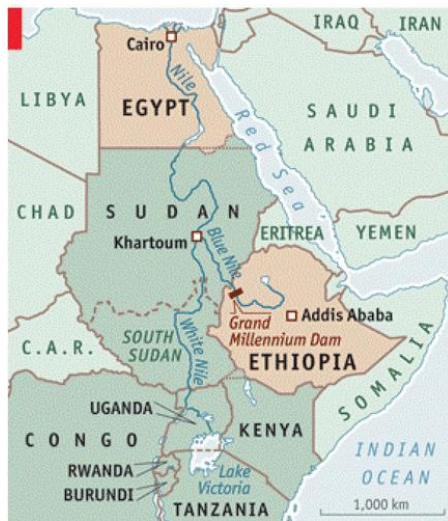 IRAQ
IRAN
Cairo
Nile
LIBYA
EGYPT
SAUDI
ARABIA
Red Sea
CHAD
SUDAN
Khartoum
Blue Nile
ERITREA
YEMEN
Addis Ababa
Grand
Millennium Dam
C.A.R.
SOUTH
SUDAN
White Nile
ETHIOPIA
SOMALIA
UGANDA
CONGO
KENYA
RWANDA
BURUNDI
Lake
Victoria
TANZANIA
INDIAN
OCEAN
1,000 km